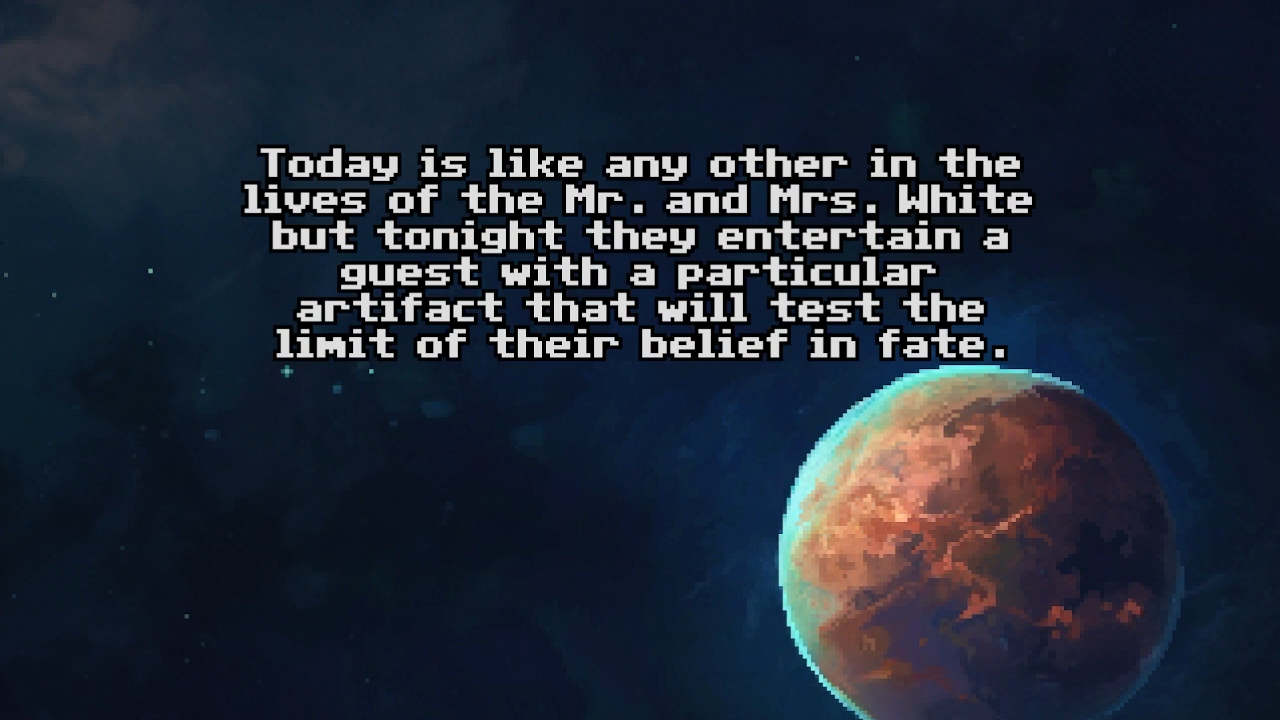 Today is like any other in the
lives of the Mr. and Mrs. White
but tonight they entertain a
guest with a particular
artifact that will test the
limit of their belief in fate.